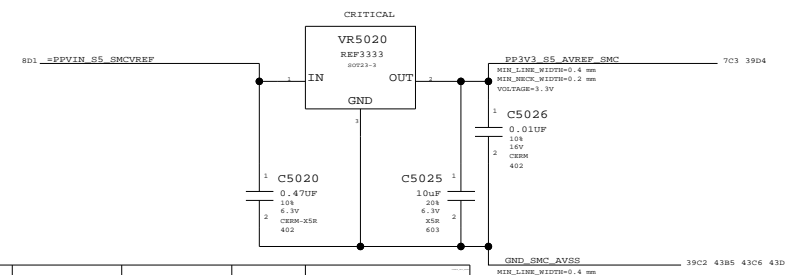 CRITICAL
VR5020
REF3333
SOT23-3
8D1 =PPVIN_S5_SMCVREF
PP3V3_S5_AVREF_SMC 7C3 39D4
MIN_LINE_WIDTH=0.4 mm
MIN_NECK_WIDTH=0.2 mm
VOLTAGE=3.3V
1 IN OUT 2
GND
3
1 C5026
0.01UF
10%
16V
2 CERM
402
1 C5020
0.47UF
10%
6.3V
2 CERM-X5R
402
C5025 1
10uF
20%
6.3V
X5R 2
603
GND_SMC_AVSS 39C2 43B5 43C6 43D
MIN_LINE_WIDTH=0.4 mm